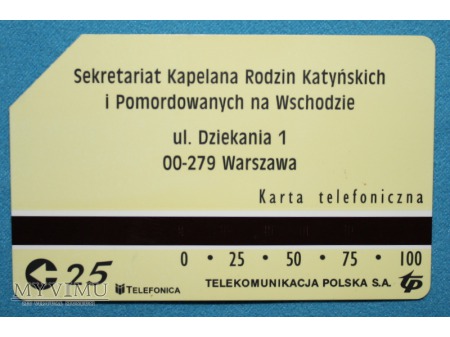 Sekretariat Kapelana Rodzin Katyńskich
i Pomordowanych na Wschodzie
ul. Dziekania 1
00-279 Warszawa
Karta telefoniczna
0 • 25 • 50 • 75 • 100
25 TELEFONICA TELEKOMUNIKACJA POLSKA S.A. tp
MYVIMU